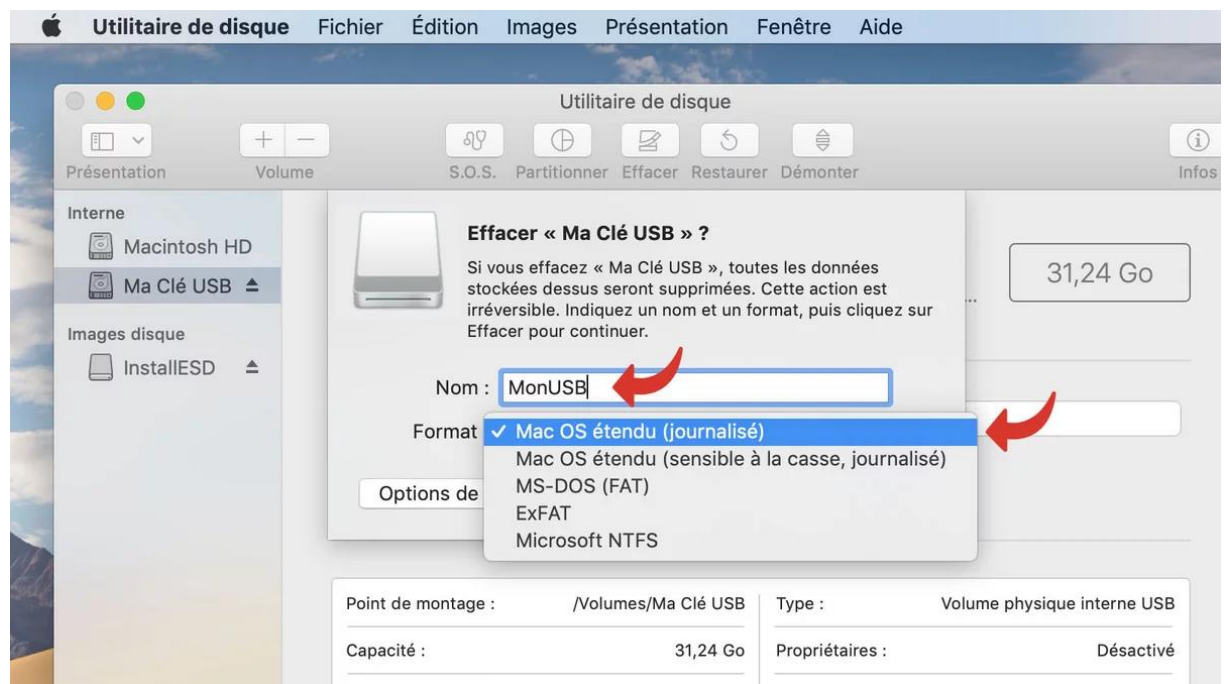 Utilitaire de disque Fichier Édition Images Présentation Fenêtre Aide
Utilitaire de disque
Présentation Volume S.O.S. Partitionner Effacer Restaurer Démonter Infos
Interne
Macintosh HD
Ma Clé USB
Images disque
InstallESD
Effacer « Ma Clé USB » ?
Si vous effacez « Ma Clé USB », toutes les données
stockées dessus seront supprimées. Cette action est
irréversible. Indiquez un nom et un format, puis cliquez sur
Effacer pour continuer.
...
31,24 Go
Nom : MonUSB
Format ✓ Mac OS étendu (journalisé)
Mac OS étendu (sensible à la casse, journalisé)
MS-DOS (FAT)
ExFAT
Microsoft NTFS
Options de
Point de montage : /Volumes/Ma Clé USB Type : Volume physique interne USB
Capacité : 31,24 Go Propriétaires : Désactivé